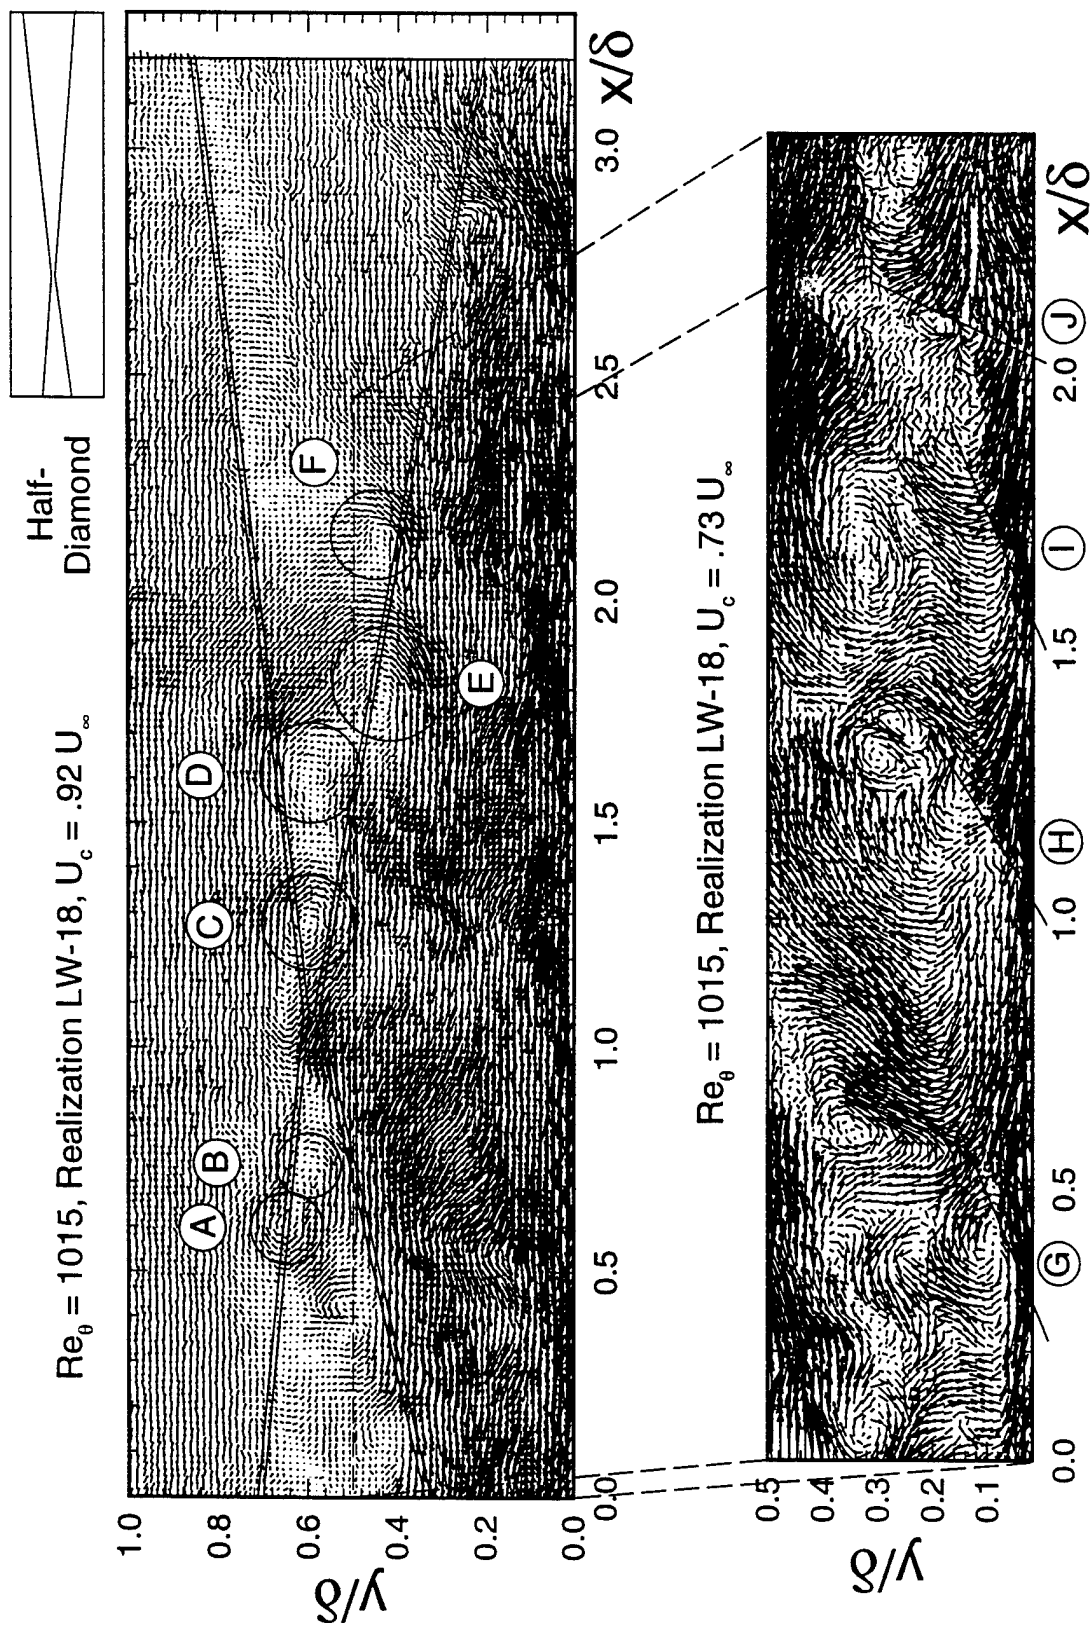 Half-
Diamond
Re_θ = 1015, Realization LW-18, U_c = .92 U_∞
A
B
C
D
E
F
y/δ
1.0
0.8
0.6
0.4
0.2
0.0
0.0
0.5
1.0
1.5
2.0
2.5
3.0
x/δ
Re_θ = 1015, Realization LW-18, U_c = .73 U_∞
y/δ
0.5
0.4
0.3
0.2
0.1
0.0
0.5
1.0
1.5
2.0
x/δ
G
H
I
J